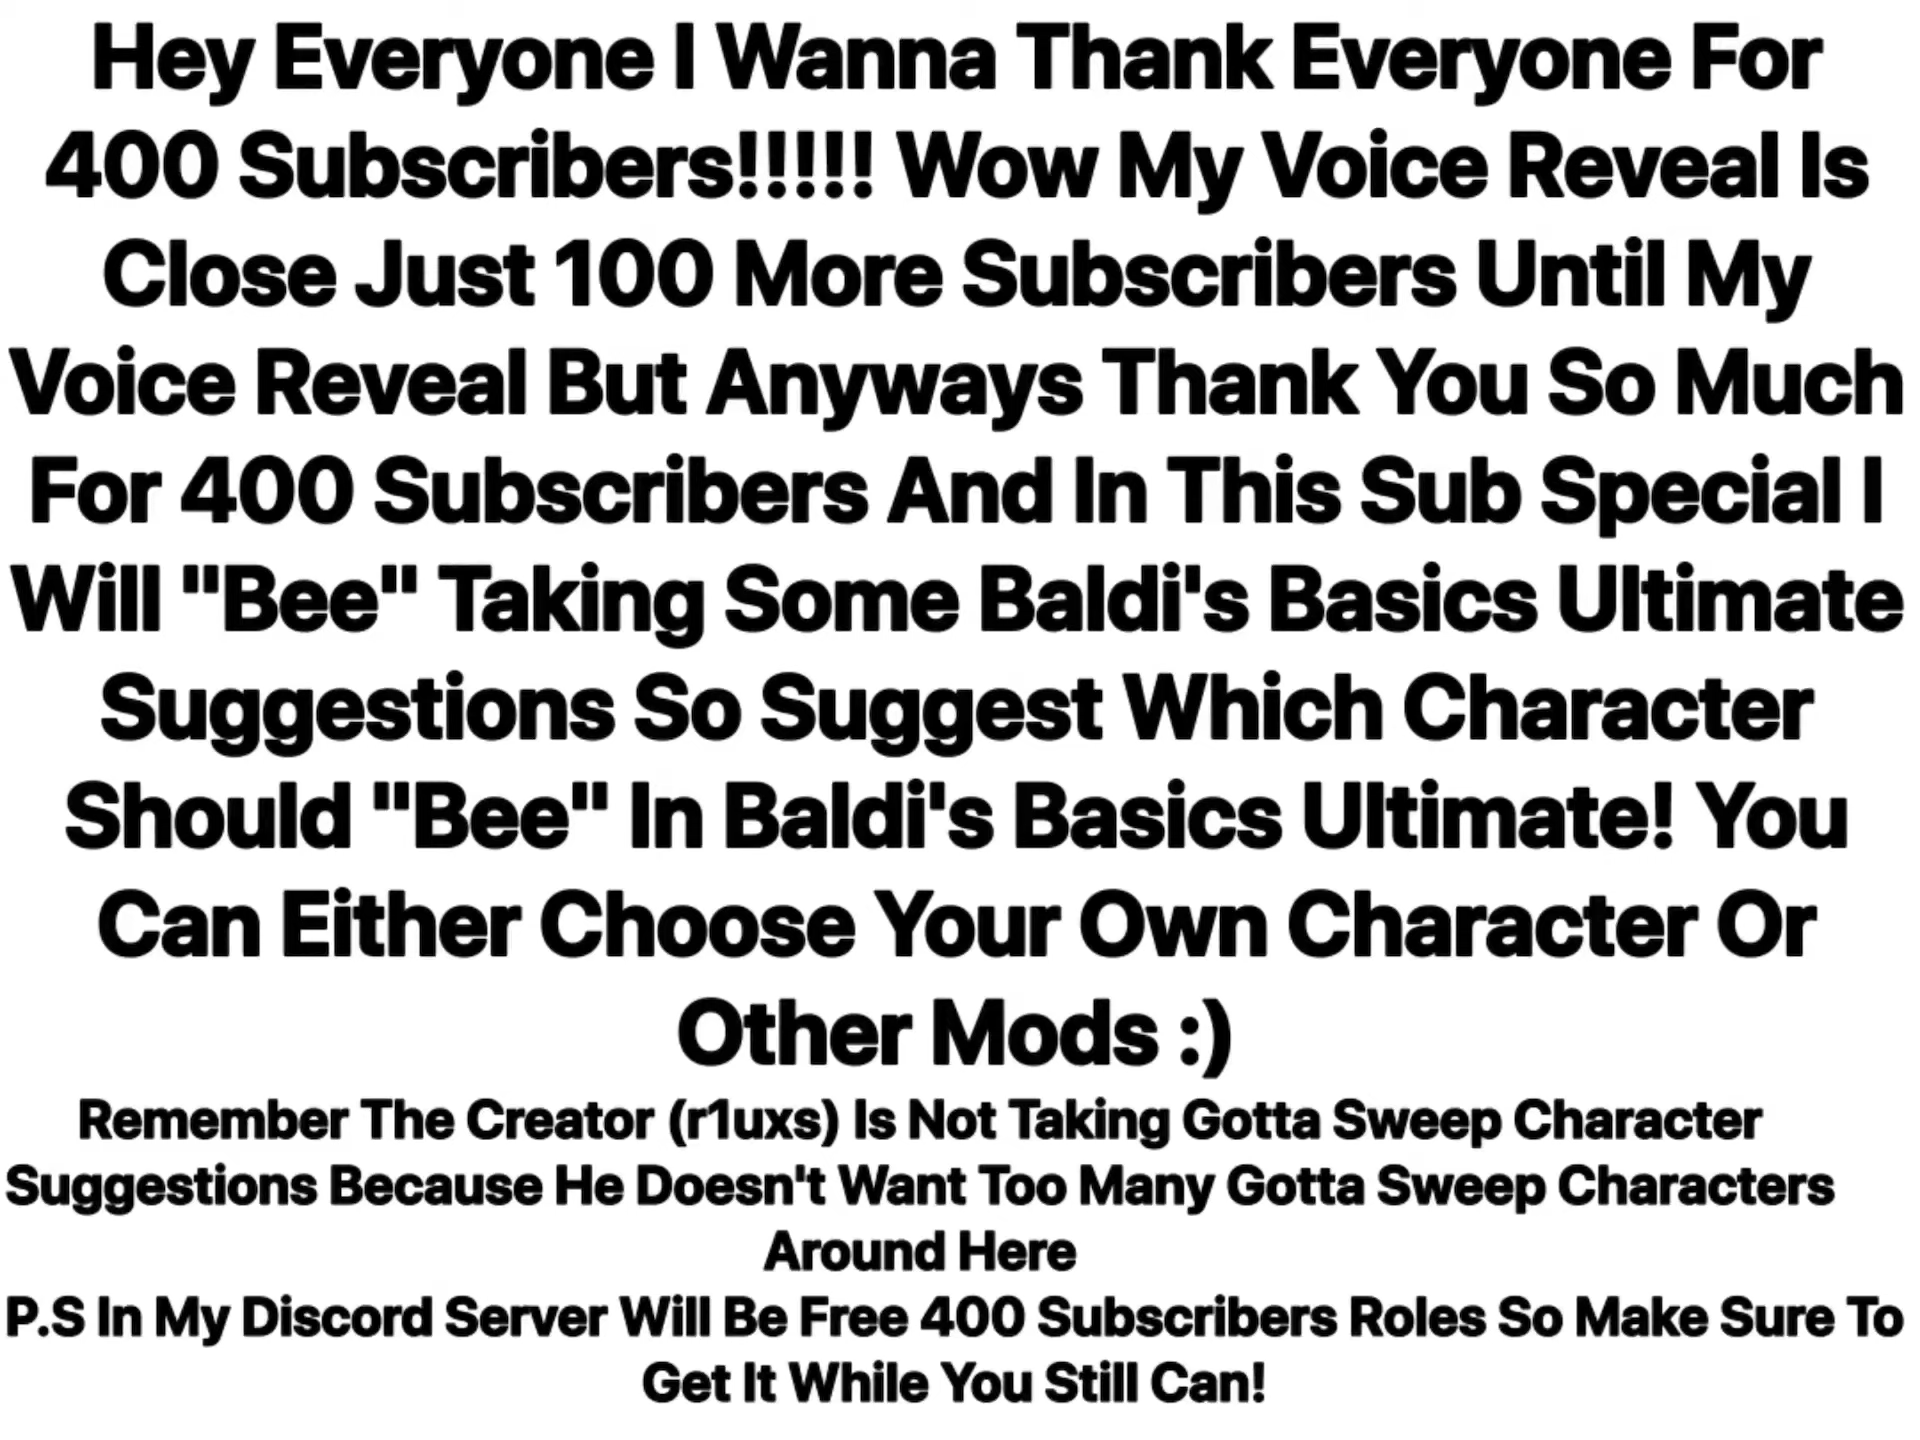 Hey Everyone I Wanna Thank Everyone For
400 Subscribers!!!!! Wow My Voice Reveal Is
Close Just 100 More Subscribers Until My
Voice Reveal But Anyways Thank You So Much
For 400 Subscribers And In This Sub Special I
Will "Bee" Taking Some Baldi's Basics Ultimate
Suggestions So Suggest Which Character
Should "Bee" In Baldi's Basics Ultimate! You
Can Either Choose Your Own Character Or
Other Mods :)
Remember The Creator (r1uxs) Is Not Taking Gotta Sweep Character
Suggestions Because He Doesn't Want Too Many Gotta Sweep Characters
Around Here
P.S In My Discord Server Will Be Free 400 Subscribers Roles So Make Sure To
Get It While You Still Can!